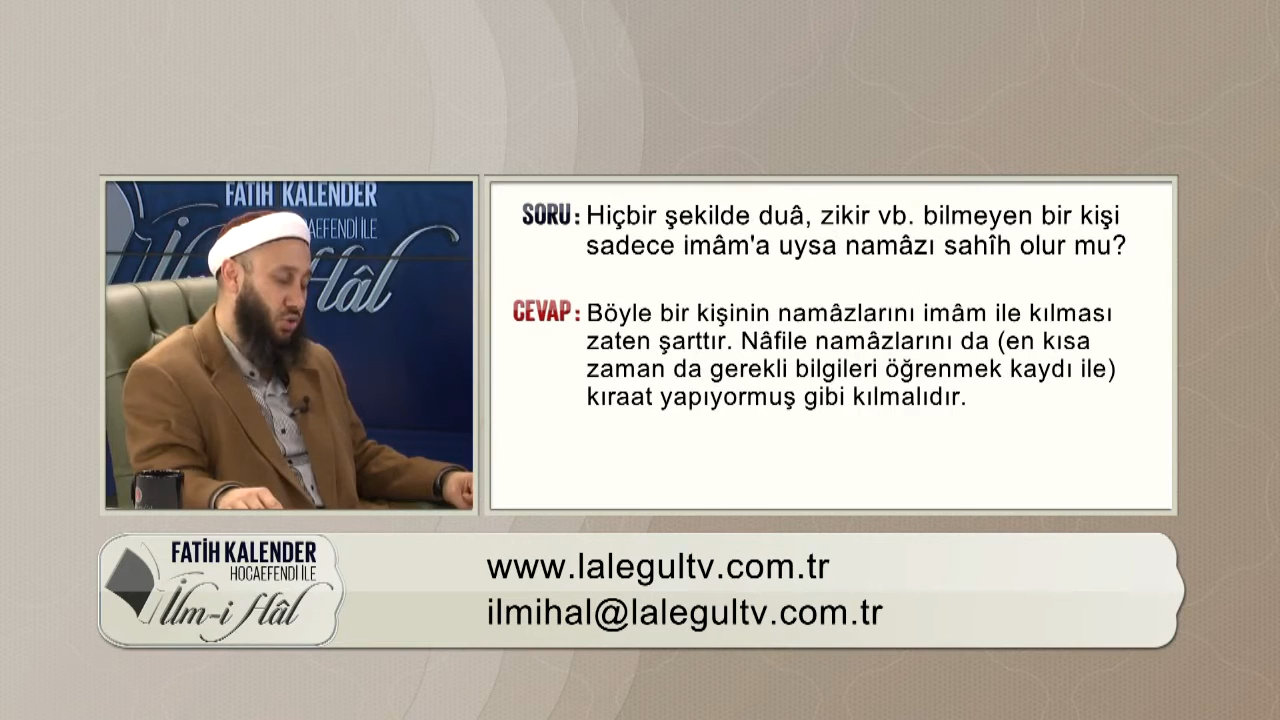 FATİH KALENDER
HOCAEFENDİ İLE
İlm-i Hâl
SORU: Hiçbir şekilde duâ, zikir vb. bilmeyen bir kişi
sadece imâm'a uysa namâzı sahîh olur mu?
CEVAP: Böyle bir kişinin namâzlarını imâm ile kılması
zaten şarttır. Nâfile namâzlarını da (en kısa
zaman da gerekli bilgileri öğrenmek kaydı ile)
kıraat yapıyormuş gibi kılmalıdır.
FATİH KALENDER
HOCAEFENDİ İLE
İlm-i Hâl
www.lalegultv.com.tr
ilmihal@lalegultv.com.tr